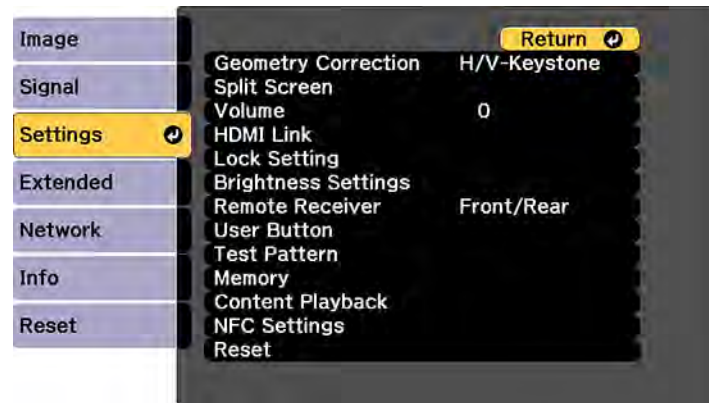 Image
Signal
Settings
Extended
Network
Info
Reset
Return
Geometry Correction H/V-Keystone
Split Screen
Volume 0
HDMI Link
Lock Setting
Brightness Settings
Remote Receiver Front/Rear
User Button
Test Pattern
Memory
Content Playback
NFC Settings
Reset